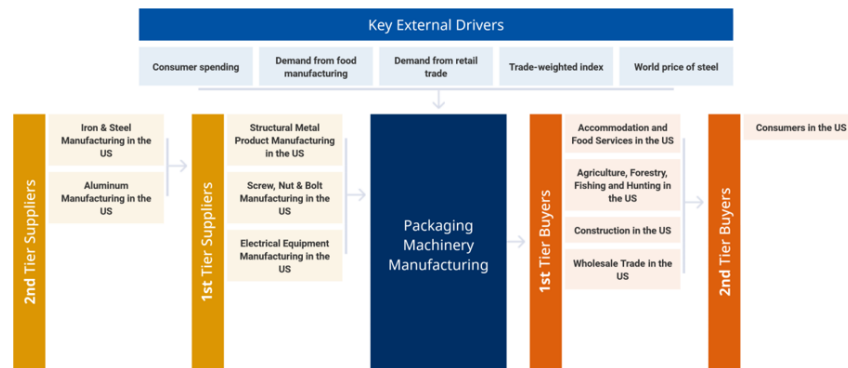 Key External Drivers
Consumer spending
Demand from food
manufacturing
Demand from retail
trade
Trade-weighted index
World price of steel
2nd Tier Suppliers
Iron & Steel
Manufacturing in the
US
Aluminum
Manufacturing in the
US
1st Tier Suppliers
Structural Metal
Product Manufacturing
in the US
Screw, Nut & Bolt
Manufacturing in the
US
Electrical Equipment
Manufacturing in the
US
Packaging
Machinery
Manufacturing
1st Tier Buyers
Accommodation and
Food Services in the US
Agriculture, Forestry,
Fishing and Hunting in
the US
Construction in the US
Wholesale Trade in the
US
2nd Tier Buyers
Consumers in the US